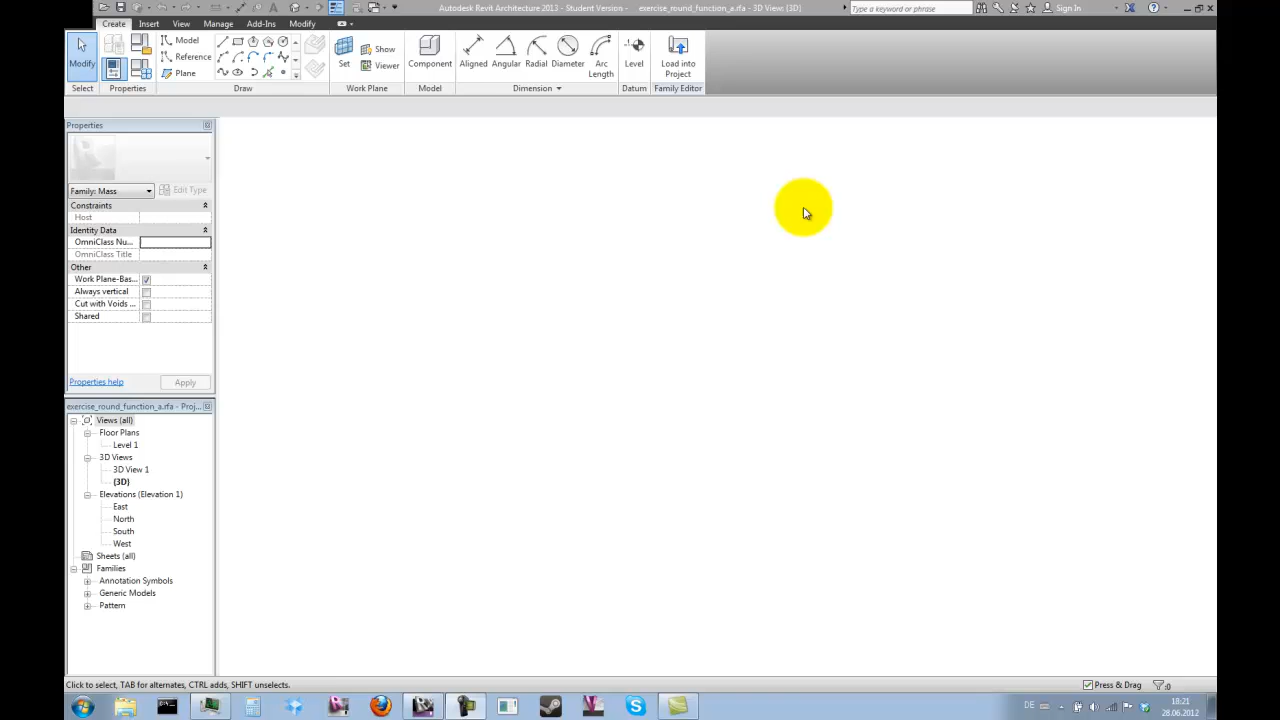 Autodesk Revit Architecture 2013 - Student Version - exercise_round_function_a.rfa - 3D View: {3D}
Type a keyword or phrase
Sign In
Create Insert View Manage Add-Ins Modify
Modify
Model
Reference
Plane
Set
Show
Viewer
Component
Aligned
Angular
Radial
Diameter
Arc
Length
Level
Load into
Project
Select Properties Draw Work Plane Model Dimension Datum Family Editor
Properties
Family: Mass
Edit Type
Constraints
Host
Identity Data
OmniClass Nu...
OmniClass Title
Other
Work Plane-Bas...
Always vertical
Cut with Voids ...
Shared
Properties help
Apply
exercise_round_function_a.rfa - Proj...
Views (all)
Floor Plans
Level 1
3D Views
3D View 1
{3D}
Elevations (Elevation 1)
East
North
South
West
Sheets (all)
Families
Annotation Symbols
Generic Models
Pattern
Click to select, TAB for alternates, CTRL adds, SHIFT unselects.
Press & Drag
:0
DE
18:21
28.06.2012